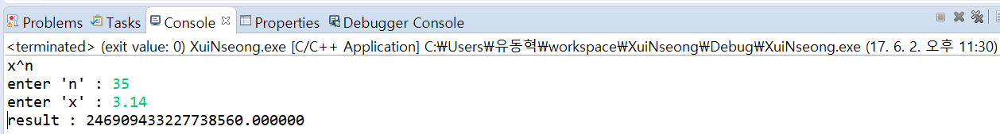 Problems Tasks Console Properties Debugger Console
<terminated> (exit value: 0) XuiNseong.exe [C/C++ Application] C:₩Users₩유동혁₩workspace₩XuiNseong₩Debug₩XuiNseong.exe (17. 6. 2. 오후 11:30)
x^n
enter 'n' : 35
enter 'x' : 3.14
result : 246909433227738560.000000